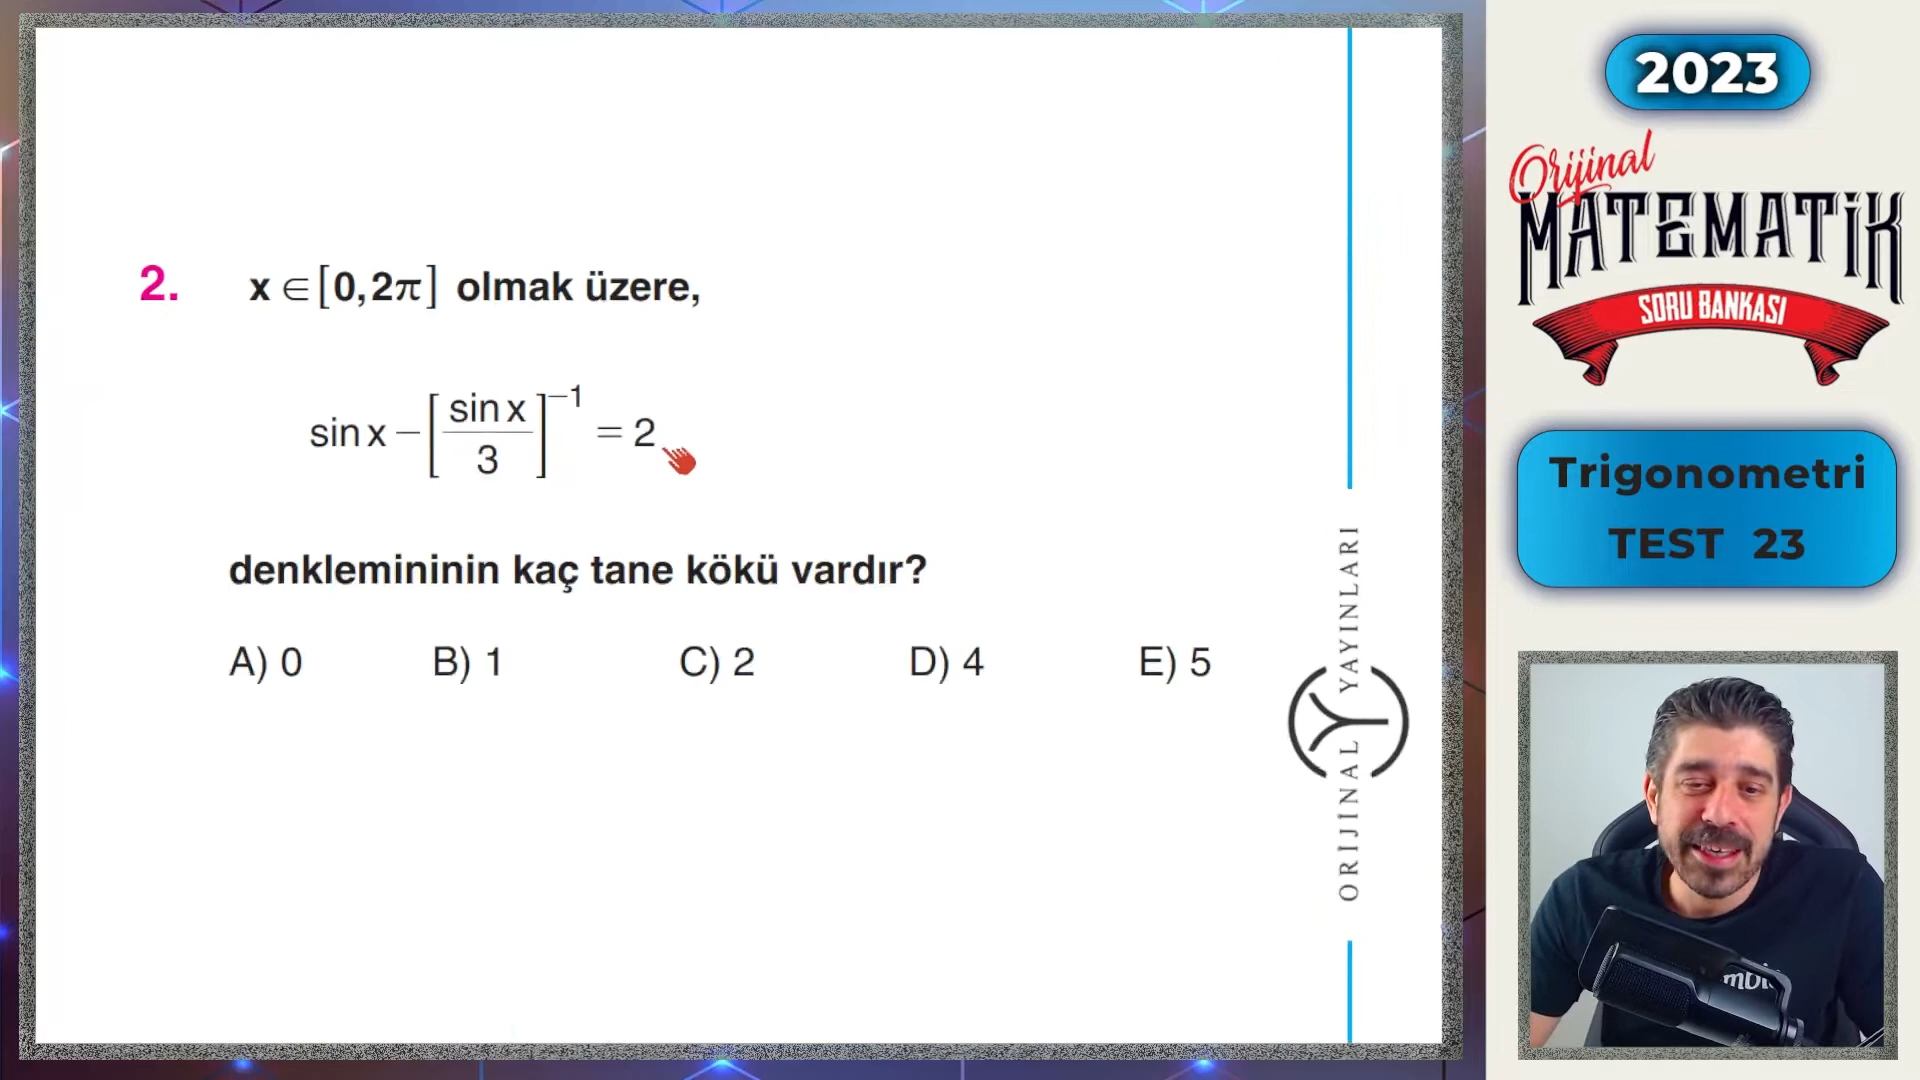 2. x ∈ [0, 2π] olmak üzere,
sin x − [sin x / 3]⁻¹ = 2
denklemininin kaç tane kökü vardır?
A) 0 B) 1 C) 2 D) 4 E) 5
ORİJİNAL YAYINLARI
2023
Orijinal
MATEMATİK
SORU BANKASI
Trigonometri
TEST 23